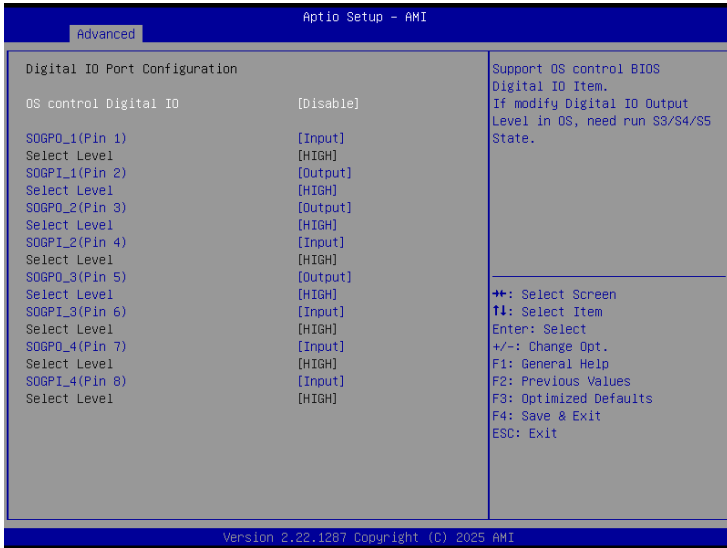 Aptio Setup – AMI
Advanced
Digital IO Port Configuration
OS control Digital IO [Disable]
SOGPO_1(Pin 1) [Input]
Select Level [HIGH]
SOGPI_1(Pin 2) [Output]
Select Level [HIGH]
SOGPO_2(Pin 3) [Output]
Select Level [HIGH]
SOGPI_2(Pin 4) [Input]
Select Level [HIGH]
SOGPO_3(Pin 5) [Output]
Select Level [HIGH]
SOGPI_3(Pin 6) [Input]
Select Level [HIGH]
SOGPO_4(Pin 7) [Input]
Select Level [HIGH]
SOGPI_4(Pin 8) [Input]
Select Level [HIGH]
Support OS control BIOS
Digital IO Item.
If modify Digital IO Output
Level in OS, need run S3/S4/S5
State.
→←: Select Screen
↑↓: Select Item
Enter: Select
+/-: Change Opt.
F1: General Help
F2: Previous Values
F3: Optimized Defaults
F4: Save & Exit
ESC: Exit
Version 2.22.1287 Copyright (C) 2025 AMI